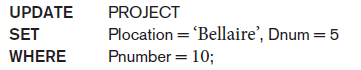 UPDATE PROJECT
SET Plocation = ‘Bellaire’, Dnum = 5
WHERE Pnumber = 10;